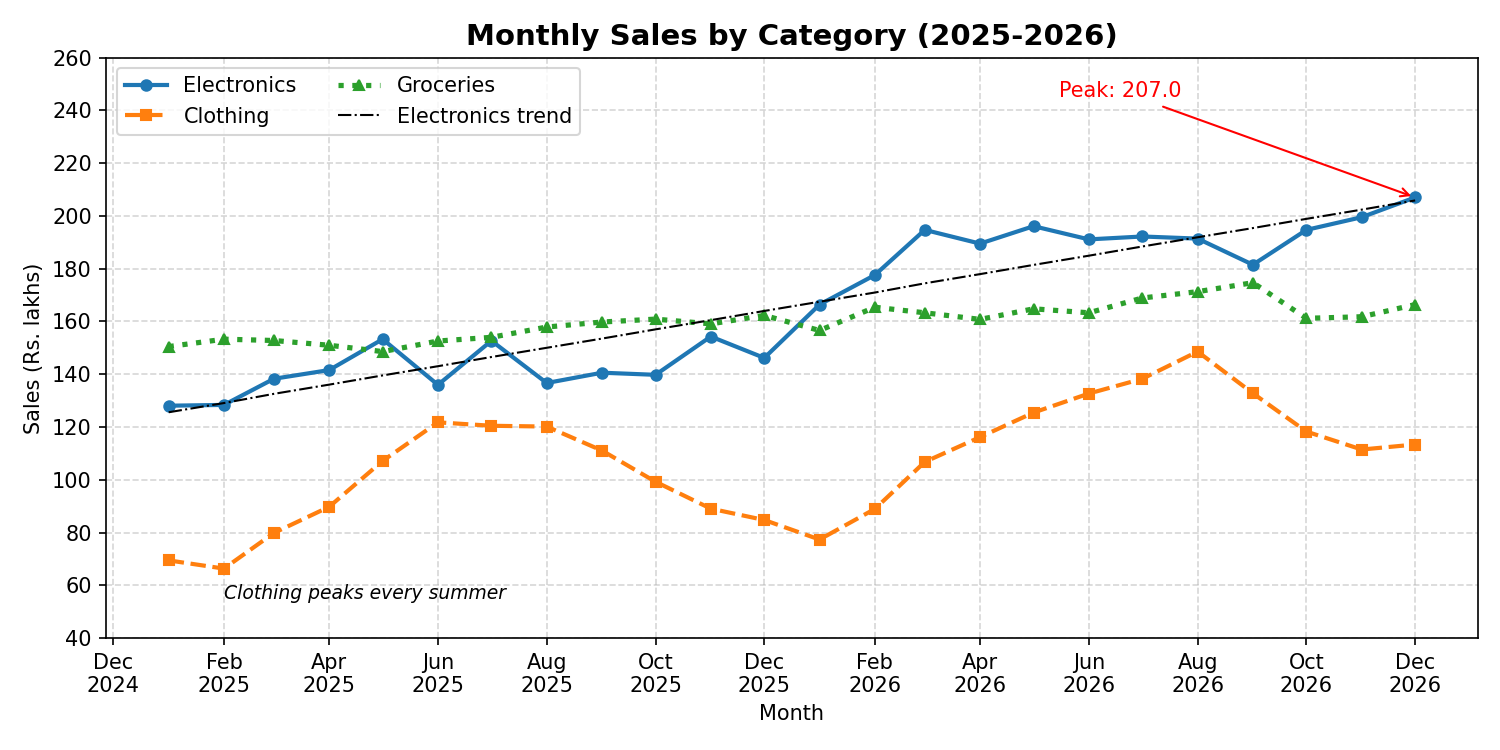 Monthly Sales by Category (2025-2026)
Electronics
Clothing
Groceries
Electronics trend
Peak: 207.0
Clothing peaks every summer
Sales (Rs. lakhs)
260
240
220
200
180
160
140
120
100
80
60
40
Dec 2024
Feb 2025
Apr 2025
Jun 2025
Aug 2025
Oct 2025
Dec 2025
Feb 2026
Apr 2026
Jun 2026
Aug 2026
Oct 2026
Dec 2026
Month